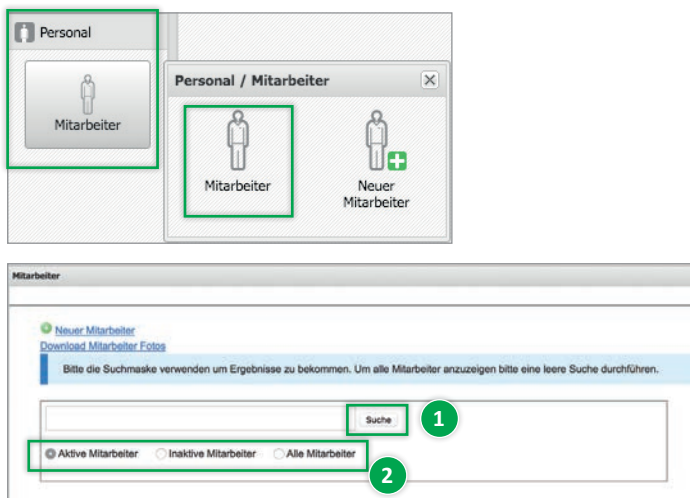 Personal
Mitarbeiter
Personal / Mitarbeiter
Mitarbeiter
Neuer
Mitarbeiter
Mitarbeiter
Neuer Mitarbeiter
Download Mitarbeiter Fotos
Bitte die Suchmaske verwenden um Ergebnisse zu bekommen. Um alle Mitarbeiter anzuzeigen bitte eine leere Suche durchführen.
Suche 1
Aktive Mitarbeiter Inaktive Mitarbeiter Alle Mitarbeiter
2